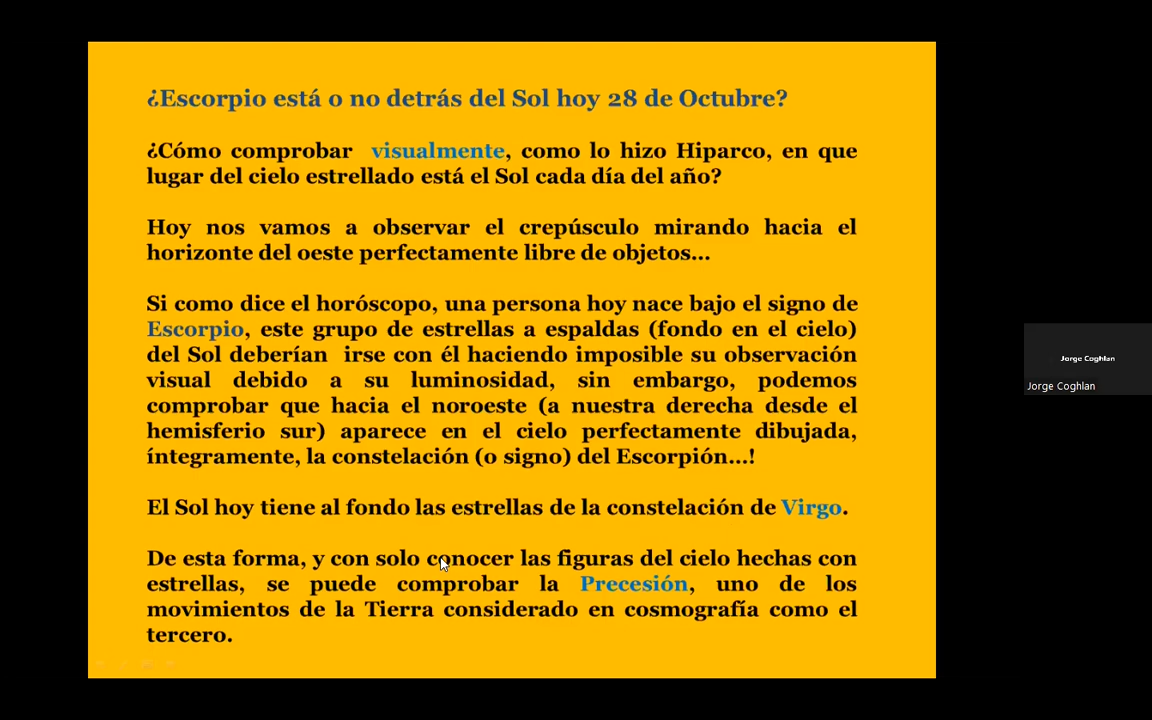 ¿Escorpio está o no detrás del Sol hoy 28 de Octubre?
¿Cómo comprobar visualmente, como lo hizo Hiparco, en que
lugar del cielo estrellado está el Sol cada día del año?
Hoy nos vamos a observar el crepúsculo mirando hacia el
horizonte del oeste perfectamente libre de objetos...
Si como dice el horóscopo, una persona hoy nace bajo el signo de
Escorpio, este grupo de estrellas a espaldas (fondo en el cielo)
del Sol deberían irse con él haciendo imposible su observación
visual debido a su luminosidad, sin embargo, podemos
comprobar que hacia el noroeste (a nuestra derecha desde el
hemisferio sur) aparece en el cielo perfectamente dibujada,
íntegramente, la constelación (o signo) del Escorpión...!
El Sol hoy tiene al fondo las estrellas de la constelación de Virgo.
De esta forma, y con solo conocer las figuras del cielo hechas con
estrellas, se puede comprobar la Precesión, uno de los
movimientos de la Tierra considerado en cosmografía como el
tercero.
Jorge Coghlan
Jorge Coghlan